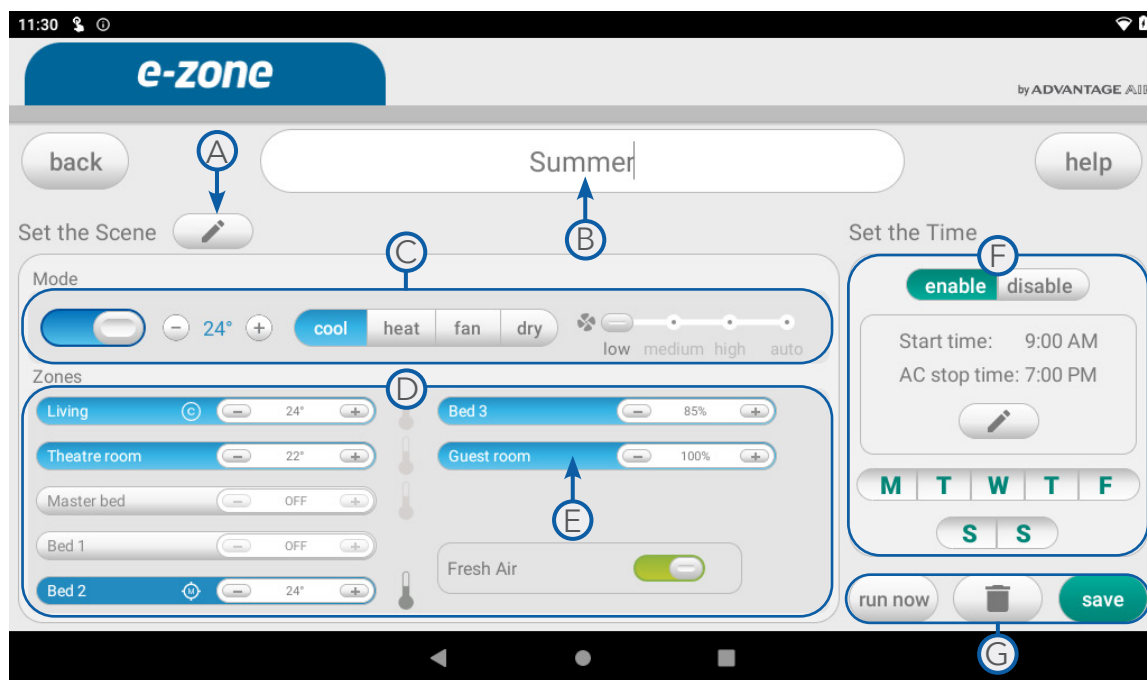 11:30
e-zone
by ADVANTAGE AIR
back
A
Summer
help
Set the Scene
B
Set the Time
C
F
Mode
enable disable
24° cool heat fan dry
low medium high auto
Start time: 9:00 AM
AC stop time: 7:00 PM
Zones
D
Living C 24°
Bed 3 85%
Theatre room 22°
Guest room 100%
Master bed OFF
E
M T W T F
S S
Bed 1 OFF
Fresh Air
Bed 2 M 24°
run now save
G